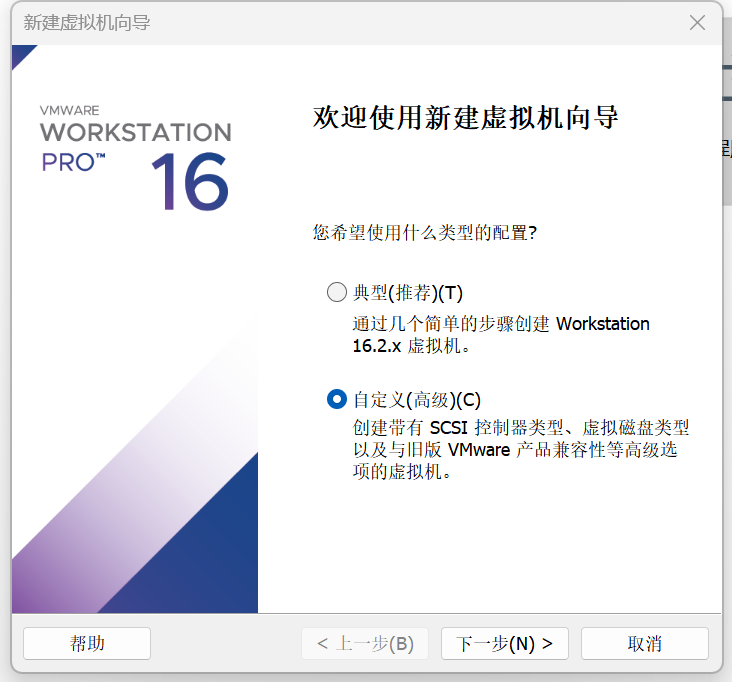 新建虚拟机向导
VMWARE
WORKSTATION
PRO™ 16
欢迎使用新建虚拟机向导
您希望使用什么类型的配置?
典型(推荐)(T)
通过几个简单的步骤创建 Workstation
16.2.x 虚拟机。
自定义(高级)(C)
创建带有 SCSI 控制器类型、虚拟磁盘类型
以及与旧版 VMware 产品兼容性等高级选
项的虚拟机。
帮助
< 上一步(B)
下一步(N) >
取消